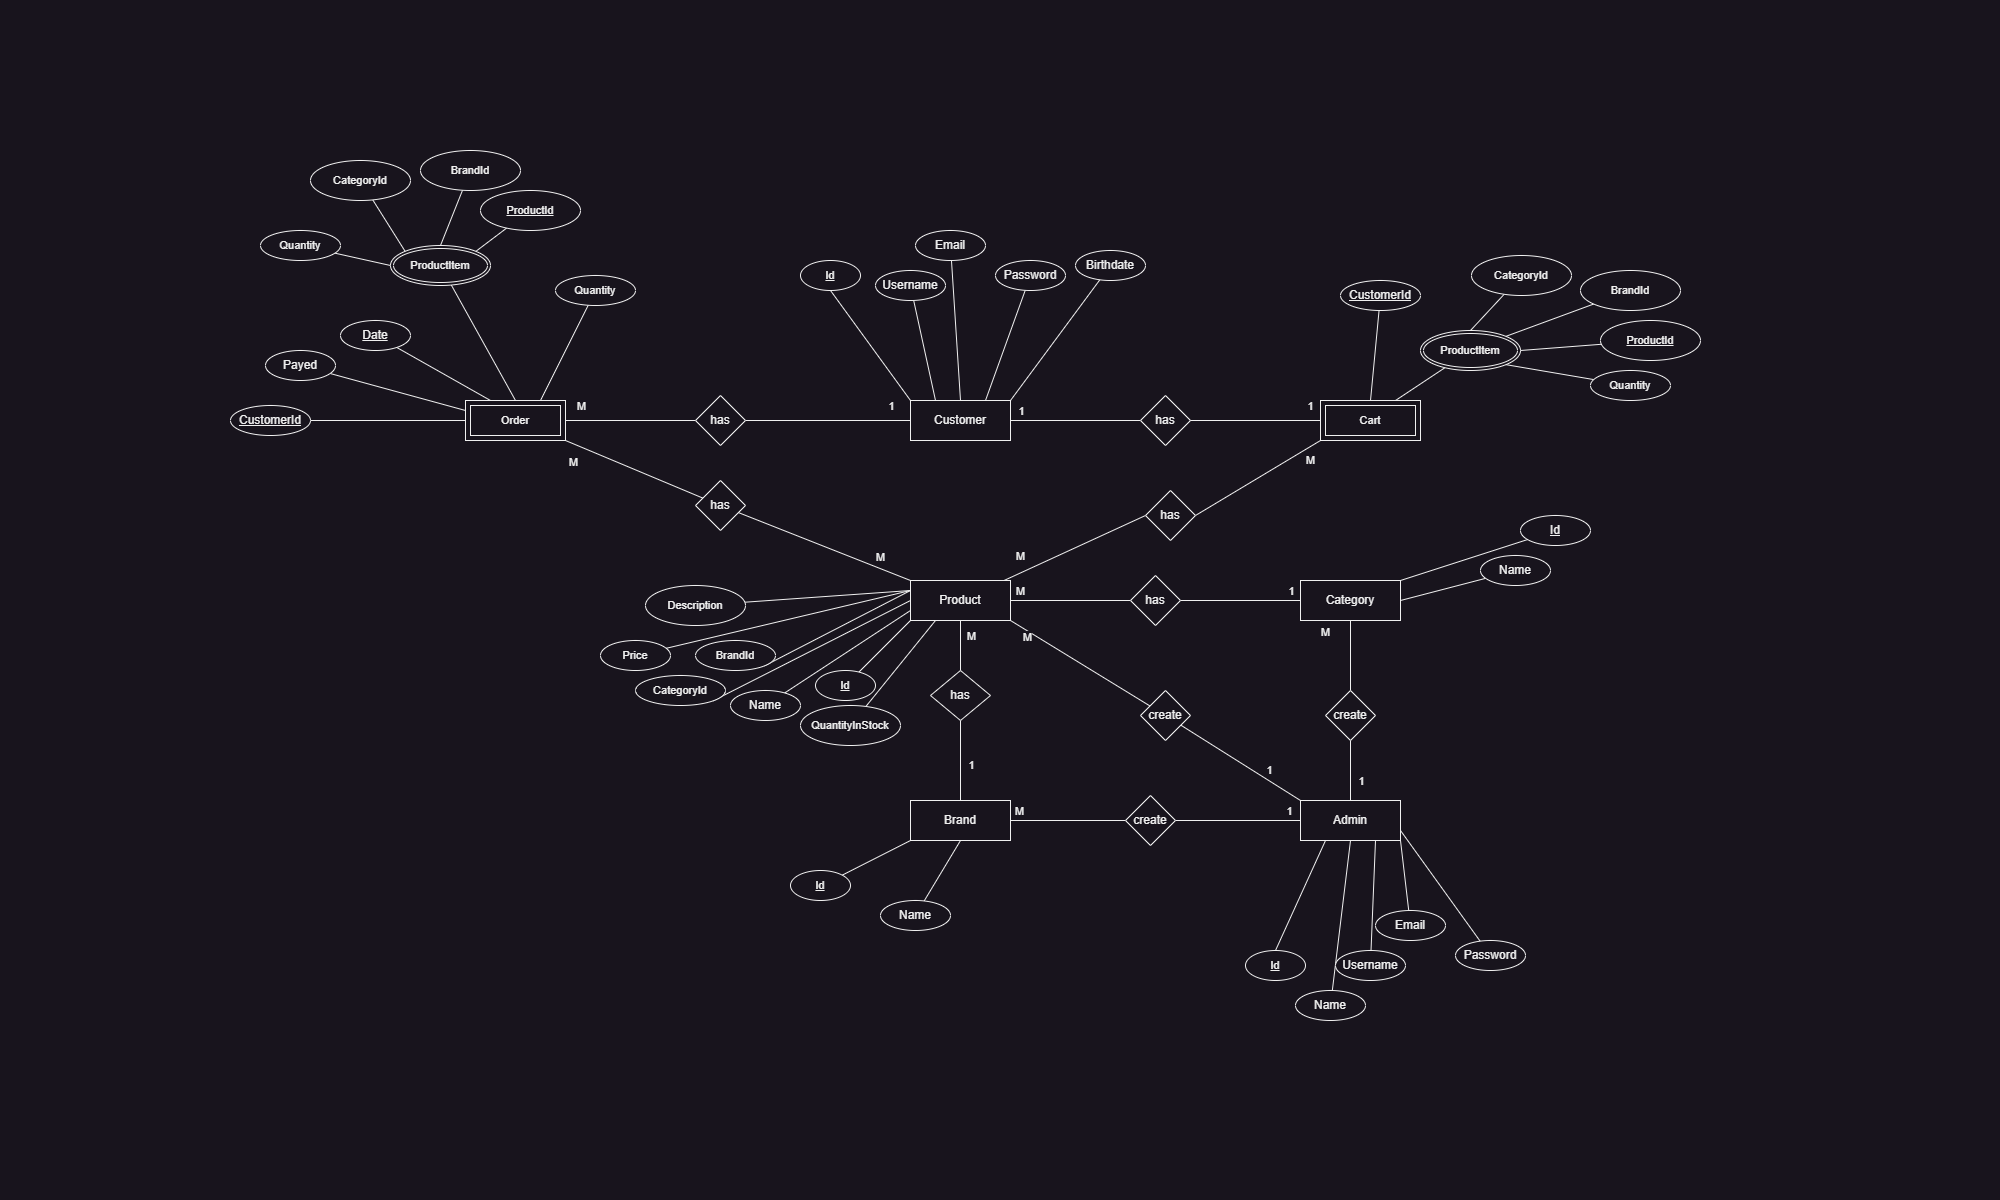 BrandId
CategoryId
ProductId
Quantity
ProductItem
Quantity
Date
Payed
CustomerId
Order
M
has
1
Email
Id
Username
Password
Birthdate
Customer
1
has
1
CategoryId
CustomerId
BrandId
ProductId
ProductItem
Quantity
Cart
M
has
M
M
has
M
Id
Name
Description
Product
M
has
1
Category
Price
BrandId
CategoryId
Name
Id
QuantityInStock
M
has
1
M
create
1
M
create
1
Brand
M
create
1
Admin
Id
Name
Email
Password
Id
Username
Name